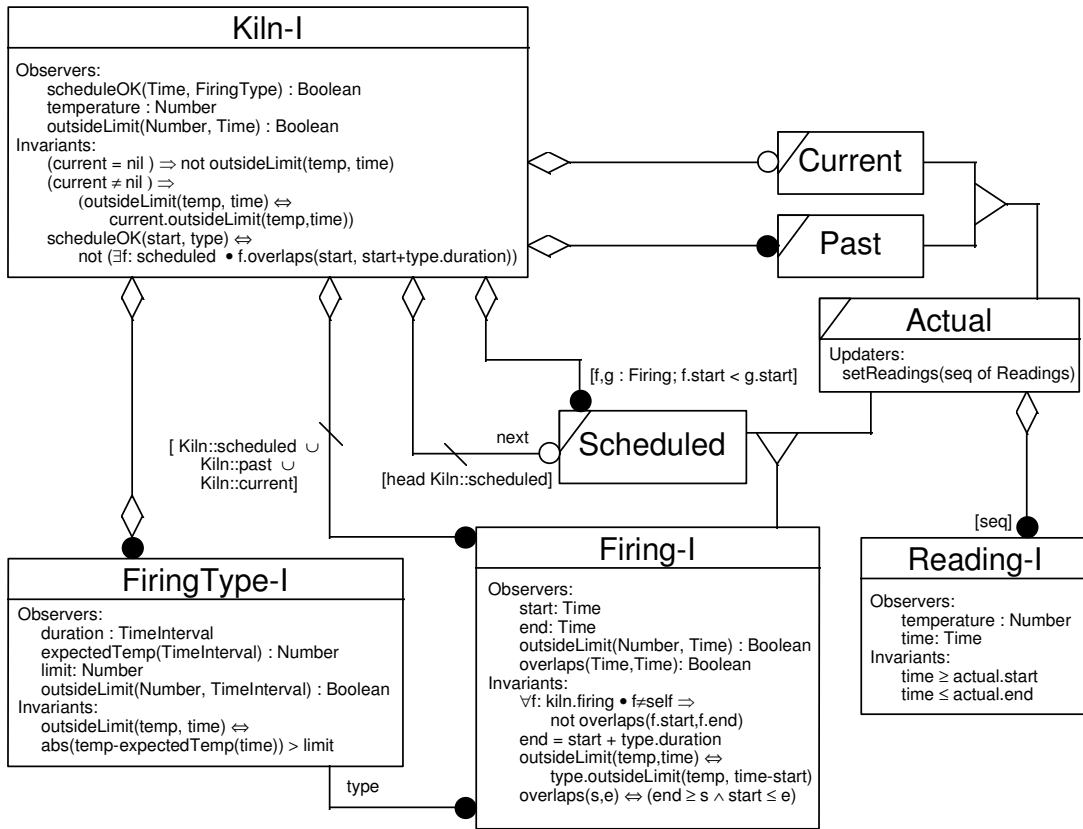 Kiln-I
Observers:
scheduleOK(Time, FiringType) : Boolean
temperature : Number
outsideLimit(Number, Time) : Boolean
Invariants:
(current = nil ) ⇒ not outsideLimit(temp, time)
(current ≠ nil ) ⇒
(outsideLimit(temp, time) ⇔
current.outsideLimit(temp,time))
scheduleOK(start, type) ⇔
not (∃f: scheduled • f.overlaps(start, start+type.duration))
Current
Past
Actual
Updaters:
setReadings(seq of Readings)
[f,g : Firing; f.start < g.start]
next
Scheduled
[head Kiln::scheduled]
[ Kiln::scheduled ∪
Kiln::past ∪
Kiln::current]
[seq]
FiringType-I
Observers:
duration : TimeInterval
expectedTemp(TimeInterval) : Number
limit: Number
outsideLimit(Number, TimeInterval) : Boolean
Invariants:
outsideLimit(temp, time) ⇔
abs(temp-expectedTemp(time)) > limit
type
Firing-I
Observers:
start: Time
end: Time
outsideLimit(Number, Time) : Boolean
overlaps(Time,Time): Boolean
Invariants:
∀f: kiln.firing • f≠self ⇒
not overlaps(f.start,f.end)
end = start + type.duration
outsideLimit(temp,time) ⇔
type.outsideLimit(temp, time-start)
overlaps(s,e) ⇔ (end ≥ s ∧ start ≤ e)
Reading-I
Observers:
temperature : Number
time: Time
Invariants:
time ≥ actual.start
time ≤ actual.end